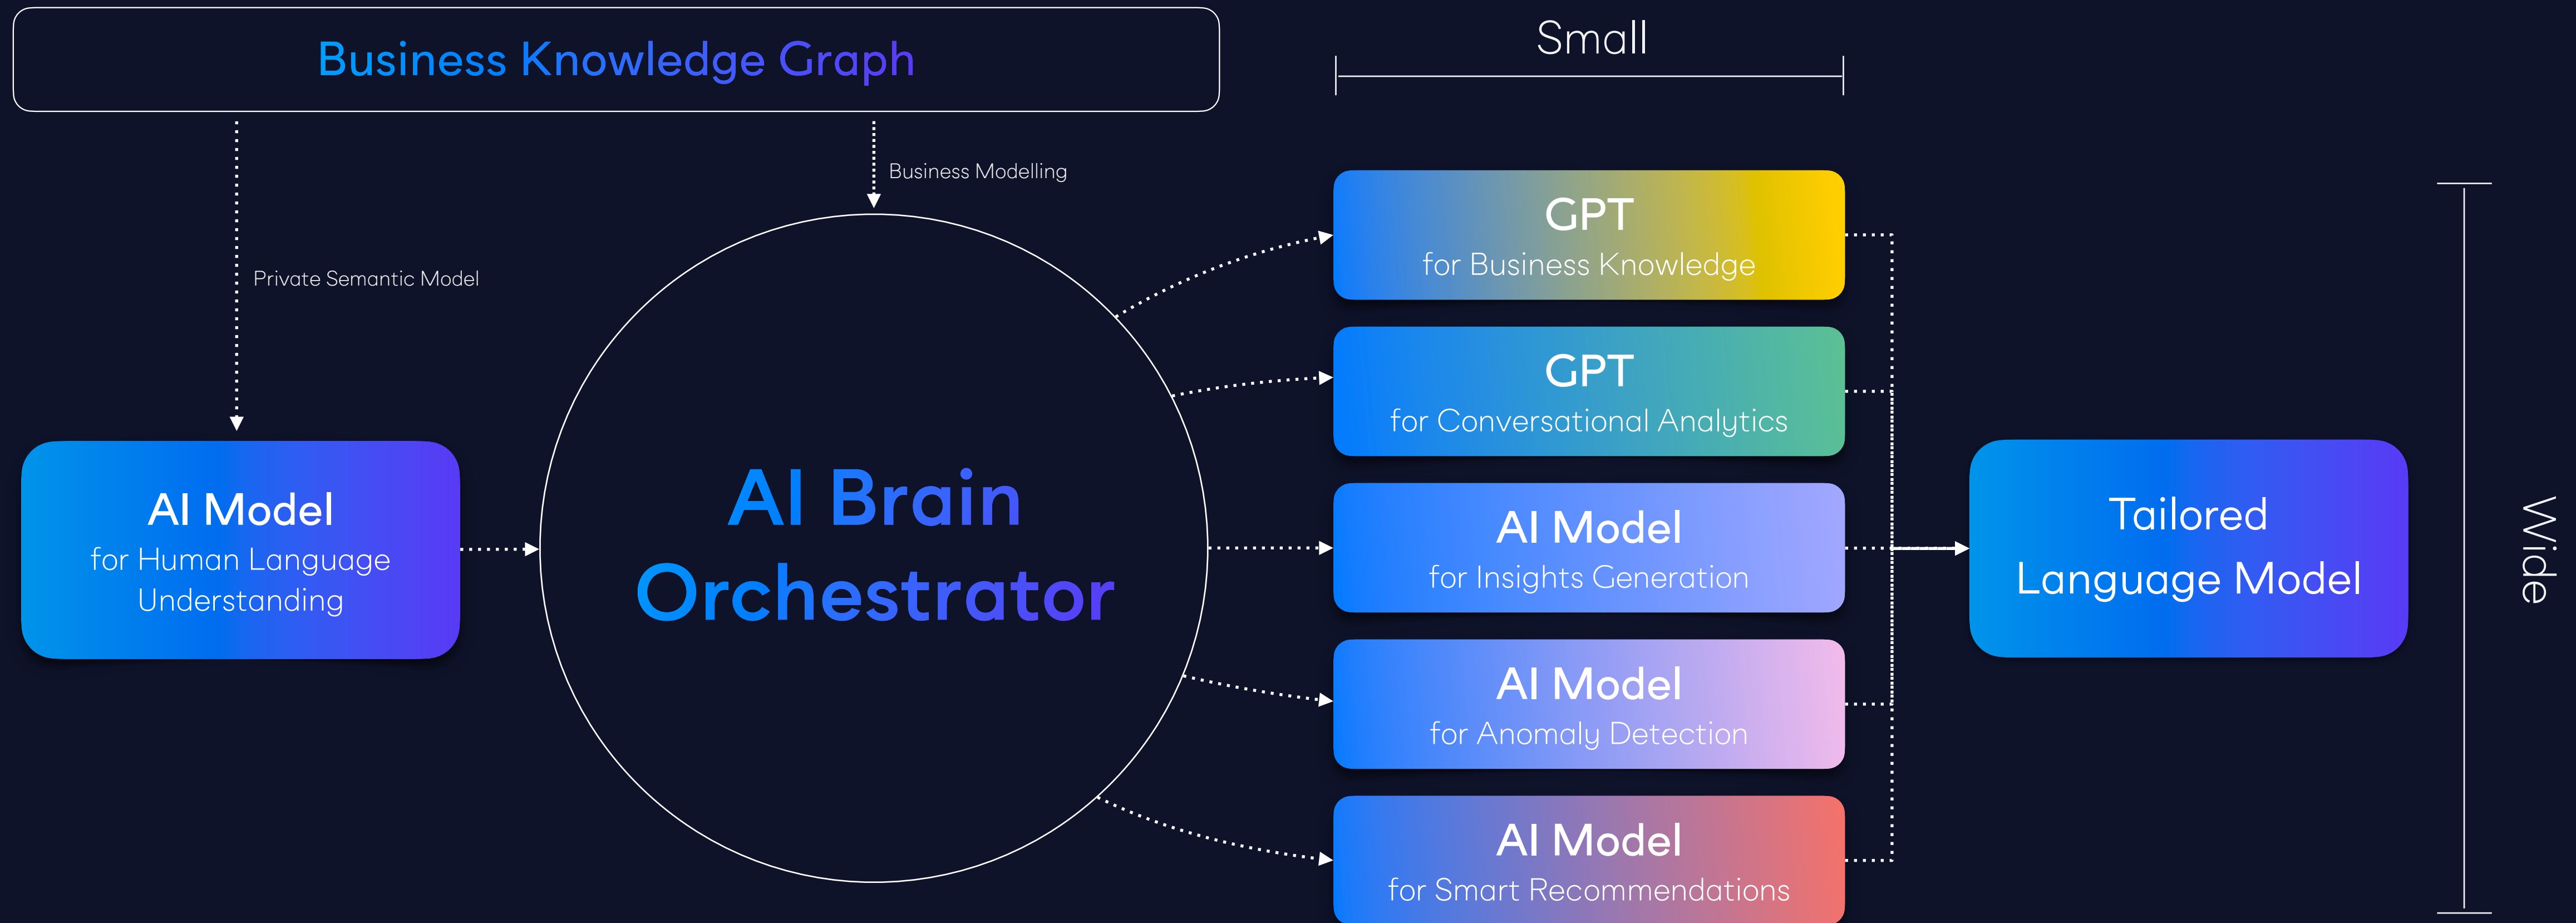 Business Knowledge Graph
Small
Business Modelling
Private Semantic Model
AI Model
for Human Language
Understanding
AI Brain
Orchestrator
GPT
for Business Knowledge
GPT
for Conversational Analytics
AI Model
for Insights Generation
AI Model
for Anomaly Detection
AI Model
for Smart Recommendations
Tailored
Language Model
Wide